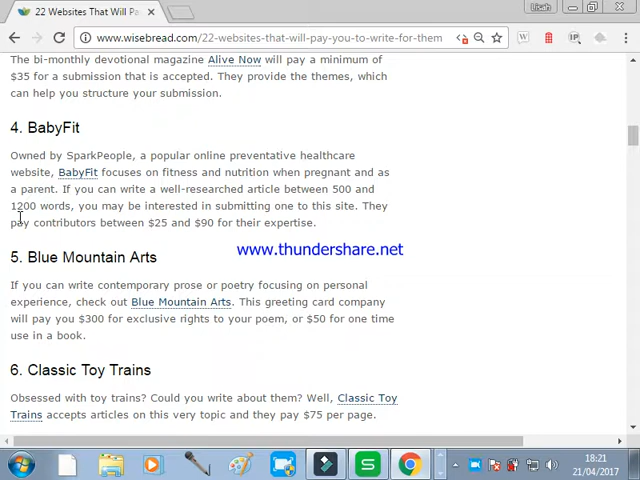 22 Websites That Will Pa
Lisah
www.wisebread.com/22-websites-that-will-pay-you-to-write-for-them
The bi-monthly devotional magazine Alive Now will pay a minimum of
$35 for a submission that is accepted. They provide the themes, which
can help you structure your submission.
4. BabyFit
Owned by SparkPeople, a popular online preventative healthcare
website, BabyFit focuses on fitness and nutrition when pregnant and as
a parent. If you can write a well-researched article between 500 and
1200 words, you may be interested in submitting one to this site. They
pay contributors between $25 and $90 for their expertise.
www.thundershare.net
5. Blue Mountain Arts
If you can write contemporary prose or poetry focusing on personal
experience, check out Blue Mountain Arts. This greeting card company
will pay you $300 for exclusive rights to your poem, or $50 for one time
use in a book.
6. Classic Toy Trains
Obsessed with toy trains? Could you write about them? Well, Classic Toy
Trains accepts articles on this very topic and they pay $75 per page.
18:21
21/04/2017